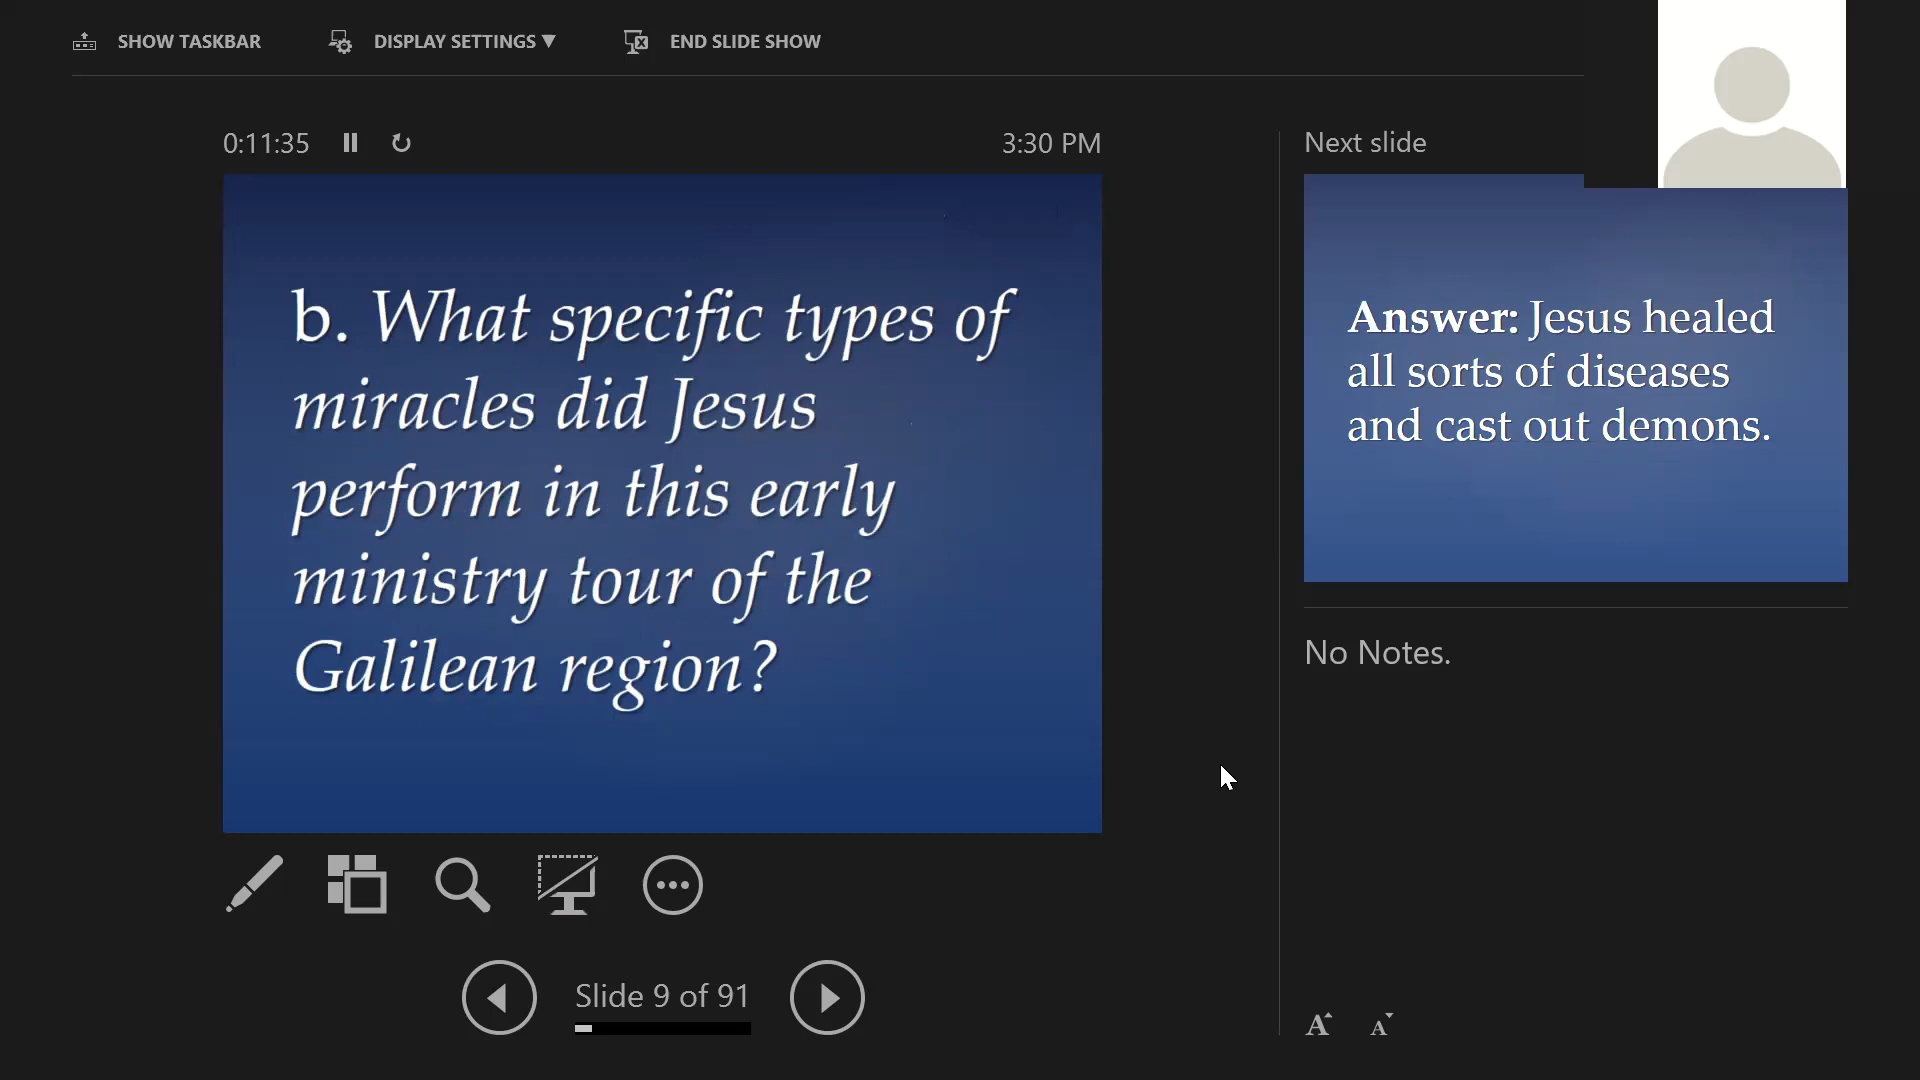 SHOW TASKBAR
DISPLAY SETTINGS ▼
END SLIDE SHOW
0:11:35
3:30 PM
Next slide
b. What specific types of
miracles did Jesus
perform in this early
ministry tour of the
Galilean region?
Answer: Jesus healed
all sorts of diseases
and cast out demons.
No Notes.
Slide 9 of 91
A
A